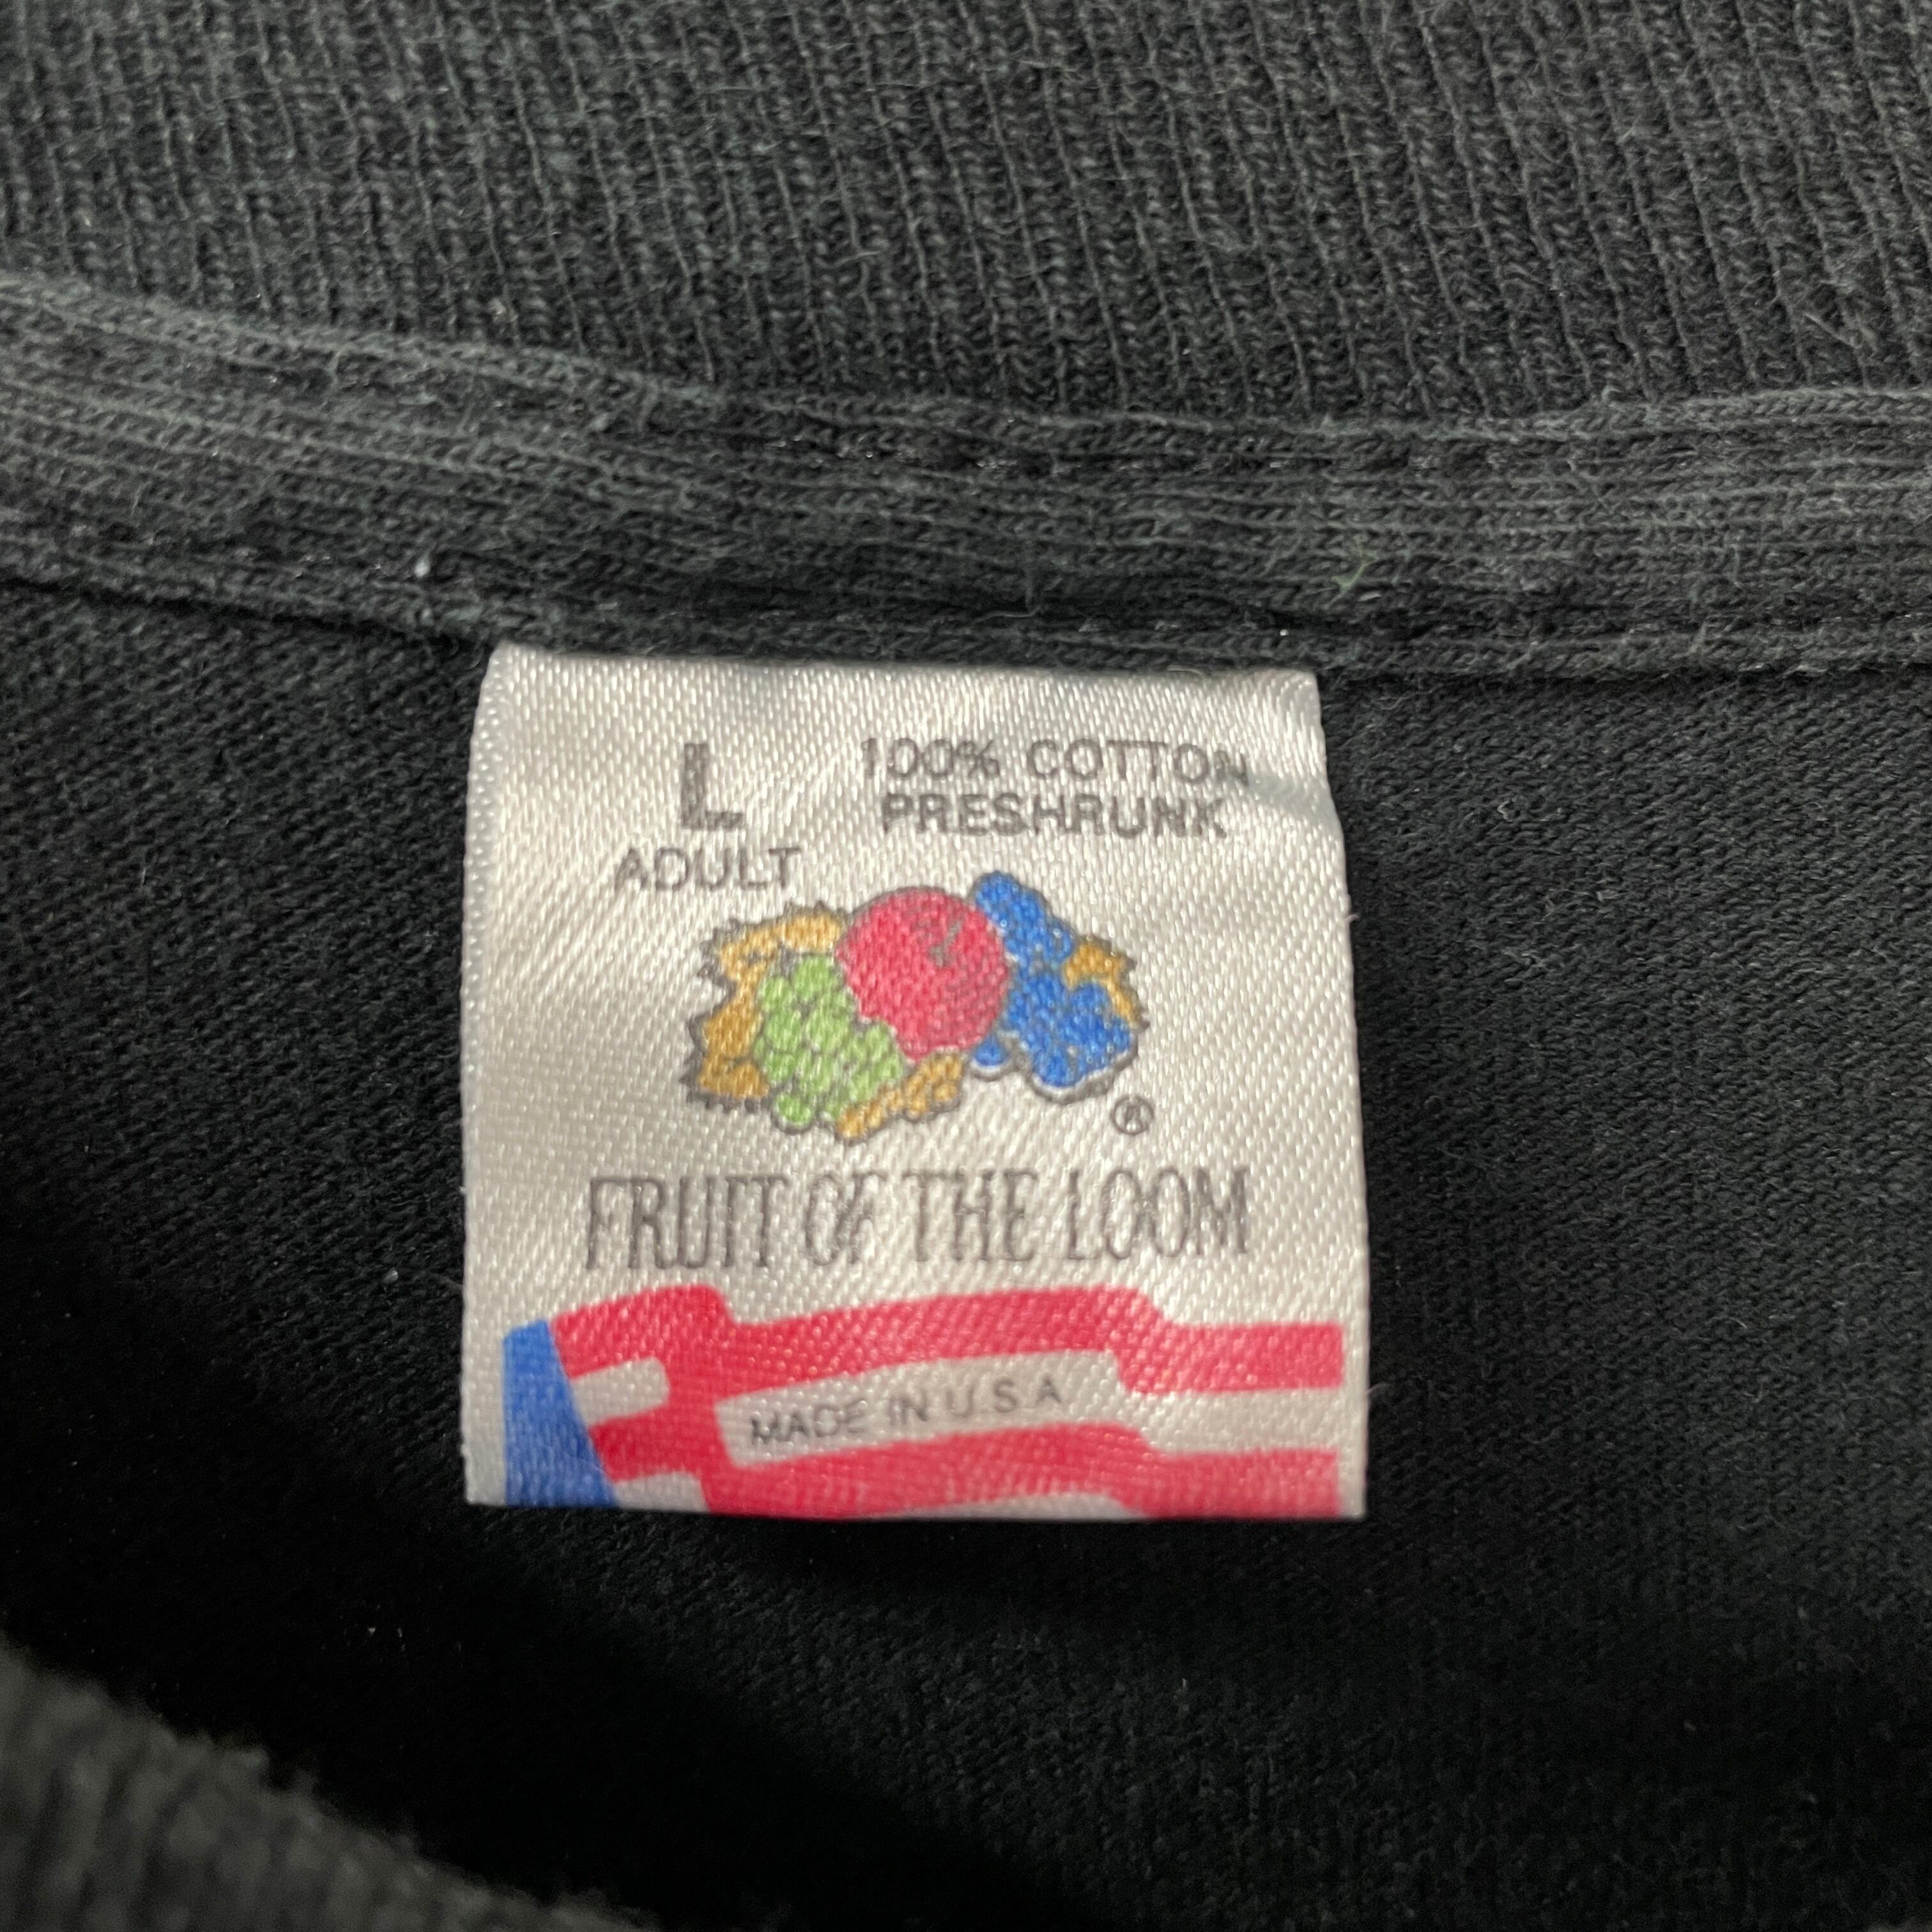 L
100% COTTON
PRESHRUNK
ADULT
®
FRUIT OF THE LOOM
MADE IN U.S.A